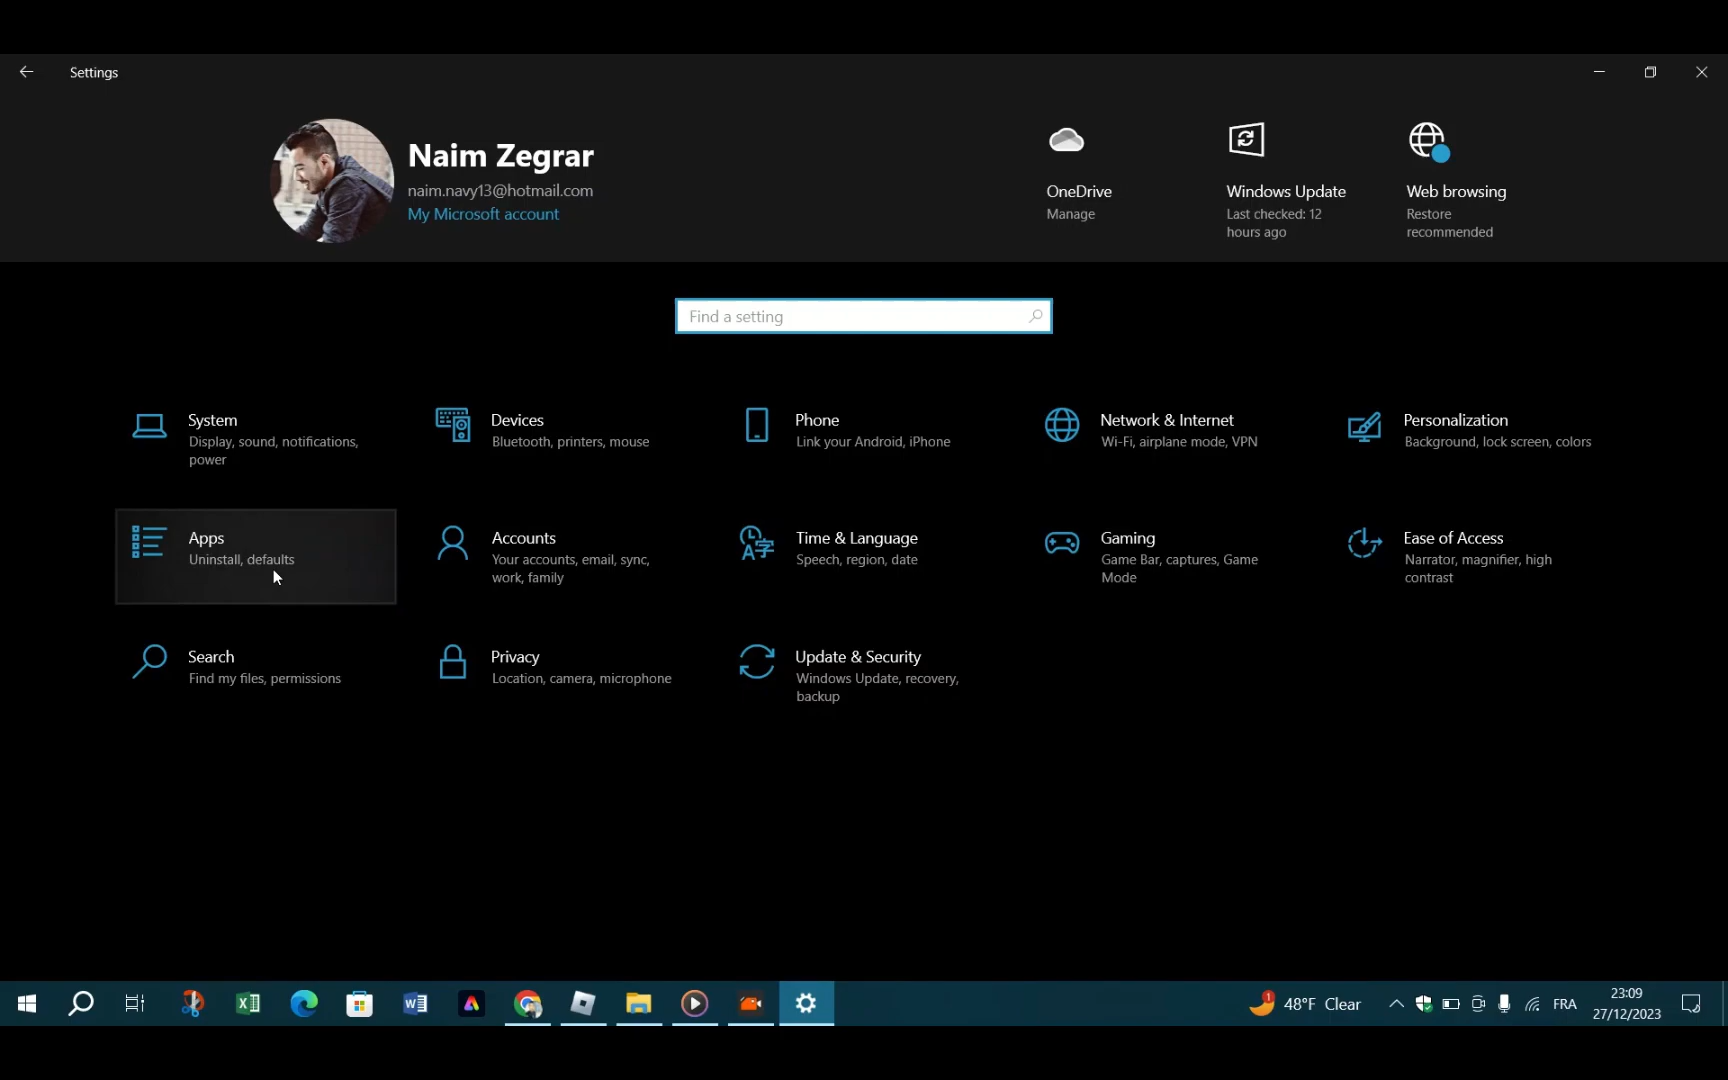 Settings
Naim Zegrar
naim.navy13@hotmail.com
My Microsoft account
OneDrive
Manage
Windows Update
Last checked: 12
hours ago
Web browsing
Restore
recommended
Find a setting
System
Display, sound, notifications,
power
Devices
Bluetooth, printers, mouse
Phone
Link your Android, iPhone
Network & Internet
Wi-Fi, airplane mode, VPN
Personalization
Background, lock screen, colors
Apps
Uninstall, defaults
Accounts
Your accounts, email, sync,
work, family
Time & Language
Speech, region, date
Gaming
Game Bar, captures, Game
Mode
Ease of Access
Narrator, magnifier, high
contrast
Search
Find my files, permissions
Privacy
Location, camera, microphone
Update & Security
Windows Update, recovery,
backup
1
48°F Clear
FRA
23:09
27/12/2023